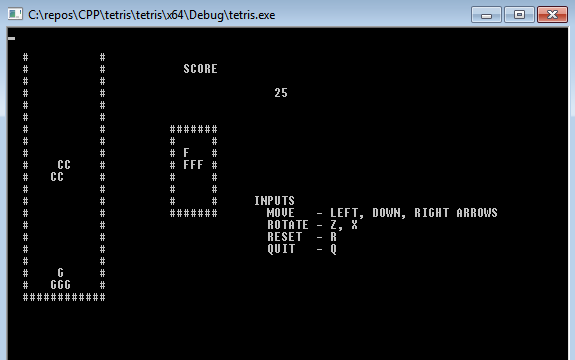 C:\repos\CPP\tetris\tetris\x64\Debug\tetris.exe
#          #
#          #          SCORE
#          #
#          #                  25
#          #
#          #
#          #        #######
#          #        #     #
#          #        # F   #
#    CC    #        # FFF #
#   CC     #        #     #
#          #        #     #
#          #        #     #    INPUTS
#          #        #######      MOVE   - LEFT, DOWN, RIGHT ARROWS
#          #                     ROTATE - Z, X
#          #                     RESET  - R
#          #                     QUIT   - Q
#          #
#    G     #
#   GGG    #
############